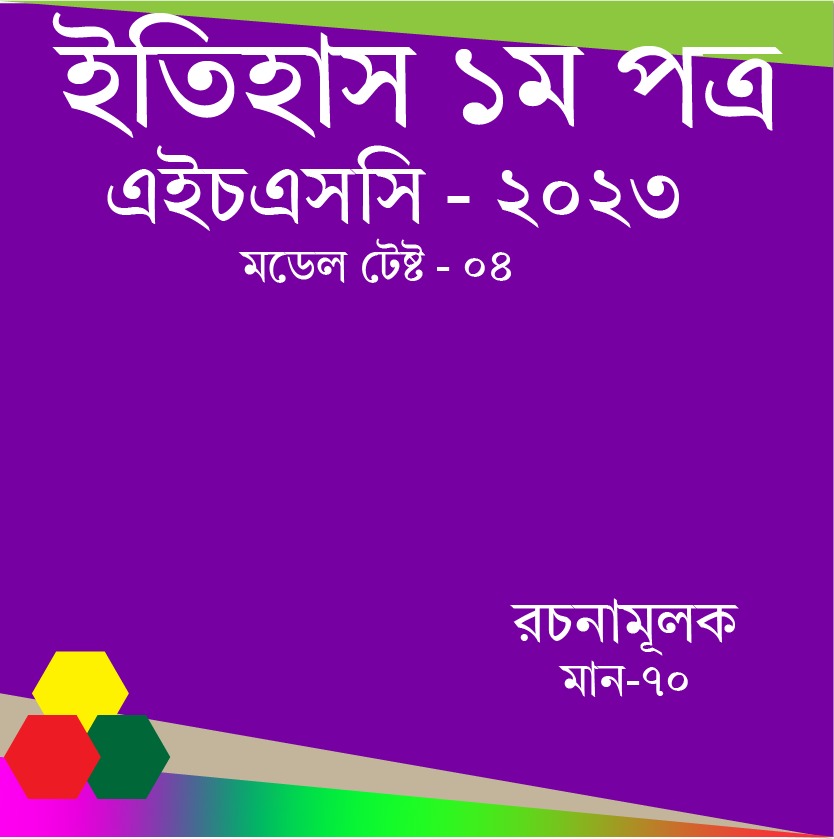 ইতিহাস ১ম পত্র
এইচএসসি - ২০২৩
মডেল টেষ্ট - ০৪
রচনামূলক
মান-৭০